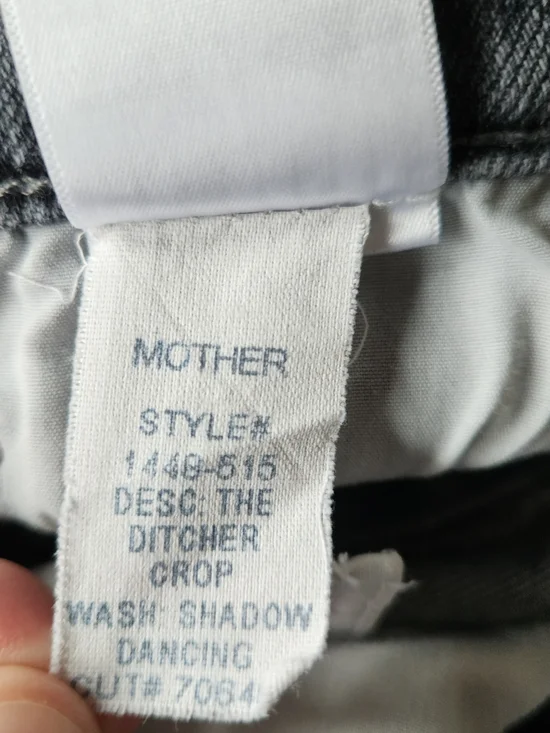 MOTHER
STYLE#
1449-515
DESC: THE
DITCHER
CROP
WASH: SHADOW
DANCING
CUT# 7064